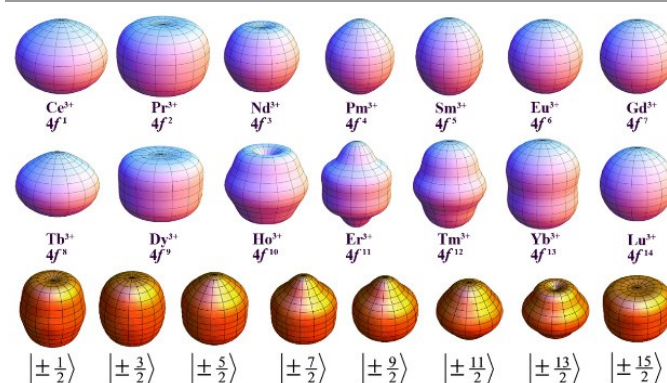 Ce³⁺ Pr³⁺ Nd³⁺ Pm³⁺ Sm³⁺ Eu³⁺ Gd³⁺
4f¹ 4f² 4f³ 4f⁴ 4f⁵ 4f⁶ 4f⁷
Tb³⁺ Dy³⁺ Ho³⁺ Er³⁺ Tm³⁺ Yb³⁺ Lu³⁺
4f⁸ 4f⁹ 4f¹⁰ 4f¹¹ 4f¹² 4f¹³ 4f¹⁴
|± 1/2⟩ |± 3/2⟩ |± 5/2⟩ |± 7/2⟩ |± 9/2⟩ |± 11/2⟩ |± 13/2⟩ |± 15/2⟩